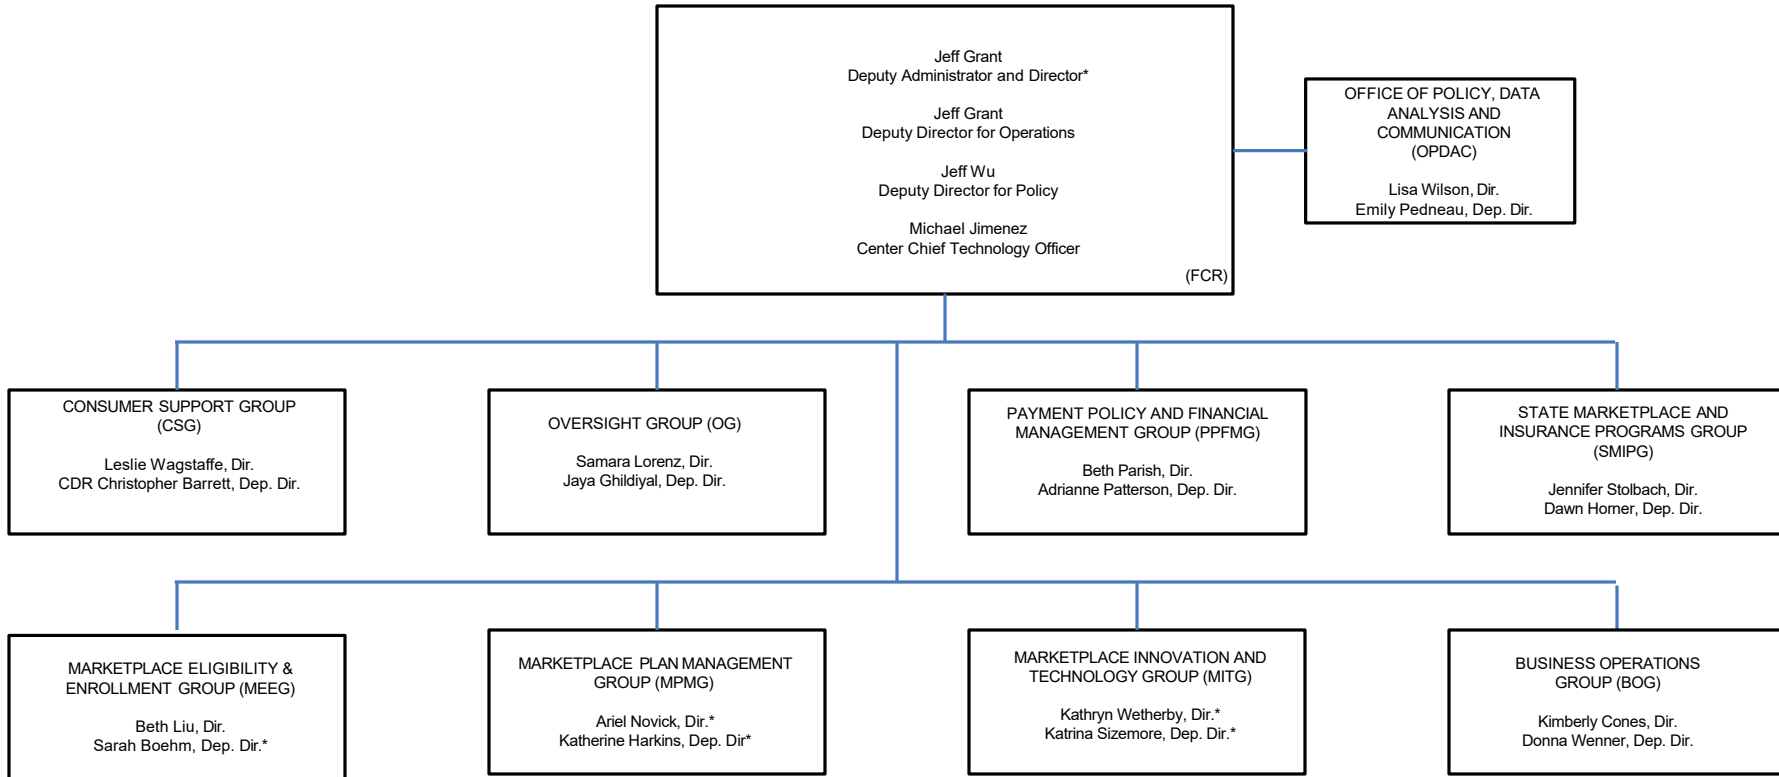 Jeff Grant
Deputy Administrator and Director*
Jeff Grant
Deputy Director for Operations
Jeff Wu
Deputy Director for Policy
Michael Jimenez
Center Chief Technology Officer
(FCR)
OFFICE OF POLICY, DATA
ANALYSIS AND
COMMUNICATION
(OPDAC)
Lisa Wilson, Dir.
Emily Pedneau, Dep. Dir.
CONSUMER SUPPORT GROUP
(CSG)
Leslie Wagstaffe, Dir.
CDR Christopher Barrett, Dep. Dir.
OVERSIGHT GROUP (OG)
Samara Lorenz, Dir.
Jaya Ghildiyal, Dep. Dir.
PAYMENT POLICY AND FINANCIAL
MANAGEMENT GROUP (PPFMG)
Beth Parish, Dir.
Adrianne Patterson, Dep. Dir.
STATE MARKETPLACE AND
INSURANCE PROGRAMS GROUP
(SMIPG)
Jennifer Stolbach, Dir.
Dawn Horner, Dep. Dir.
MARKETPLACE ELIGIBILITY &
ENROLLMENT GROUP (MEEG)
Beth Liu, Dir.
Sarah Boehm, Dep. Dir.*
MARKETPLACE PLAN MANAGEMENT
GROUP (MPMG)
Ariel Novick, Dir.*
Katherine Harkins, Dep. Dir*
MARKETPLACE INNOVATION AND
TECHNOLOGY GROUP (MITG)
Kathryn Wetherby, Dir.*
Katrina Sizemore, Dep. Dir.*
BUSINESS OPERATIONS
GROUP (BOG)
Kimberly Cones, Dir.
Donna Wenner, Dep. Dir.